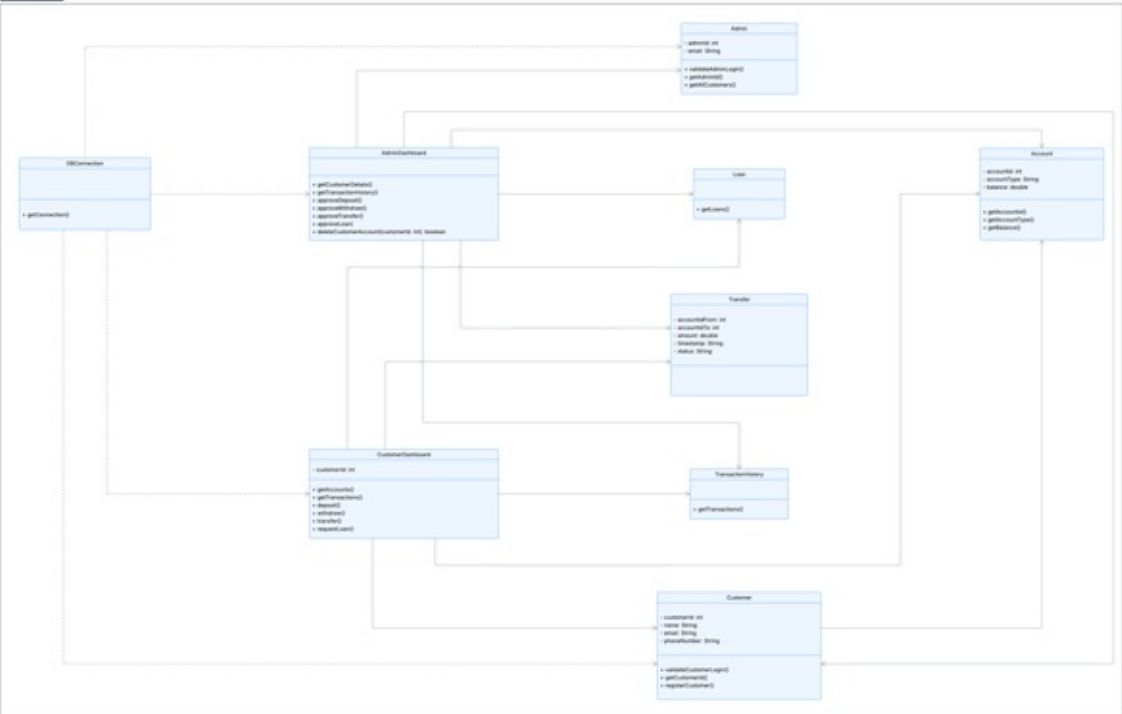 Admin
- adminId: int
- email: String
+ validateAdminLogin()
+ getAdminId()
+ getAllCustomers()
DBConnection
+ getConnection()
AdminDashboard
+ getCustomerDetails()
+ getTransactionHistory()
+ approveDeposit()
+ approveWithdraw()
+ approveTransfer()
+ approveLoan()
+ deleteCustomerAccount(customerId: int): boolean
Loan
+ getLoans()
Account
- accountId: int
- accountType: String
- balance: double
+ getAccountId()
+ getAccountType()
+ getBalance()
Transfer
- accountIdFrom: int
- accountIdTo: int
- amount: double
- timestamp: String
- status: String
CustomerDashboard
- customerId: int
+ getAccounts()
+ getTransactions()
+ deposit()
+ withdraw()
+ transfer()
+ requestLoan()
TransactionHistory
+ getTransactions()
Customer
- customerId: int
- name: String
- email: String
- phoneNumber: String
+ validateCustomerLogin()
+ getCustomerId()
+ registerCustomer()